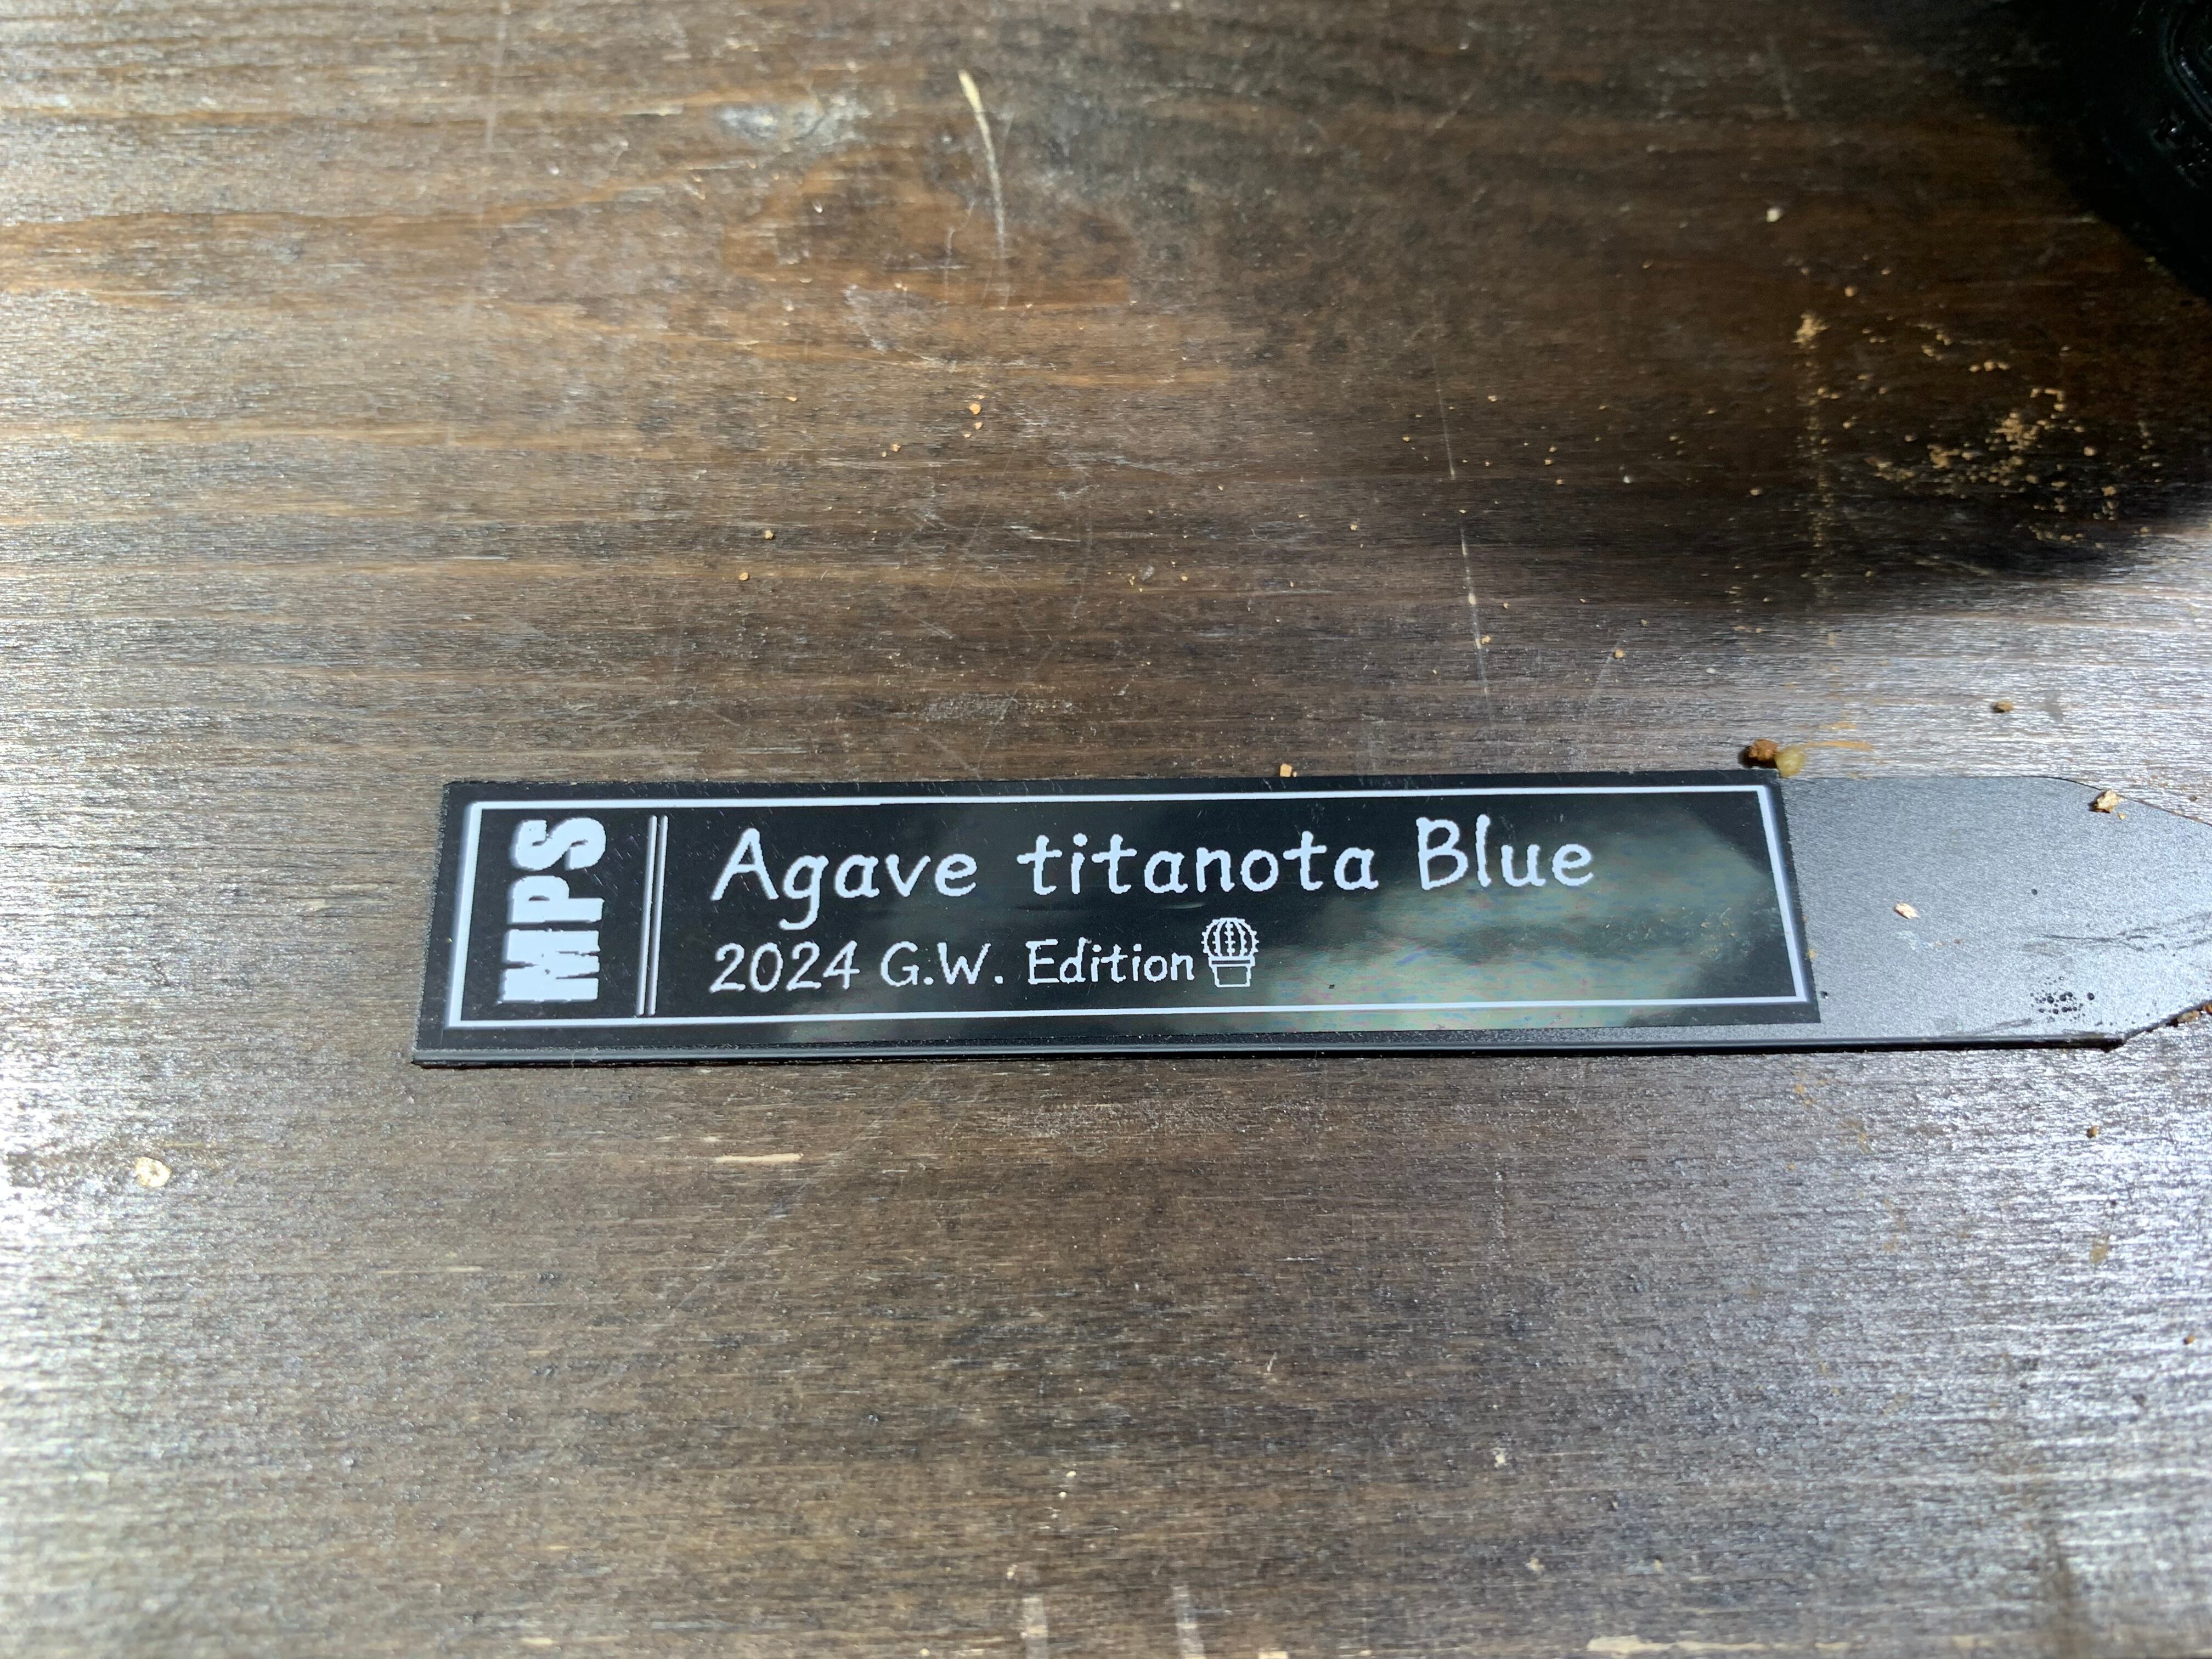 MPS
Agave titanota Blue
2024 G.W. Edition